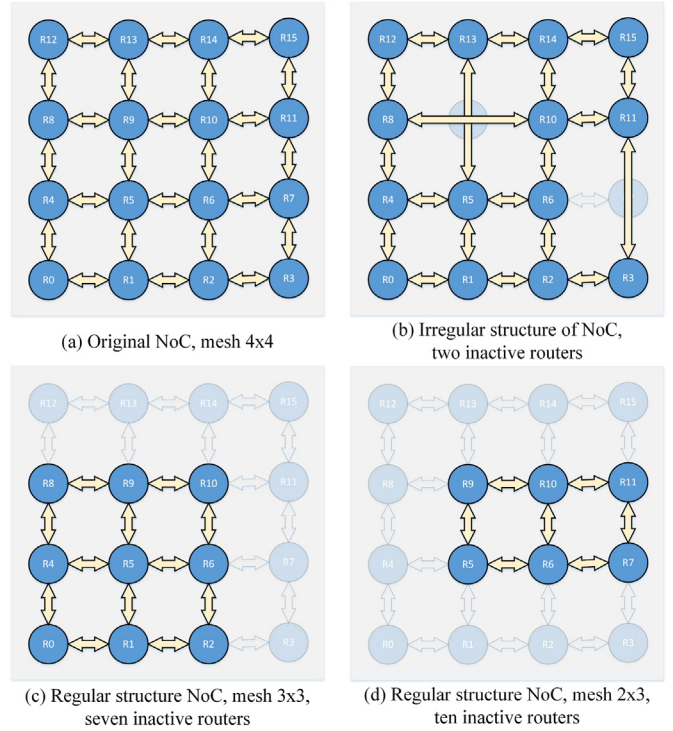 R12 R13 R14 R15
R8 R9 R10 R11
R4 R5 R6 R7
R0 R1 R2 R3
(a) Original NoC, mesh 4x4
R12 R13 R14 R15
R8 R10 R11
R4 R5 R6
R0 R1 R2 R3
(b) Irregular structure of NoC,
two inactive routers
R12 R13 R14 R15
R8 R9 R10 R11
R4 R5 R6 R7
R0 R1 R2 R3
(c) Regular structure NoC, mesh 3x3,
seven inactive routers
R12 R13 R14 R15
R8 R9 R10 R11
R4 R5 R6 R7
R0 R1 R2 R3
(d) Regular structure NoC, mesh 2x3,
ten inactive routers